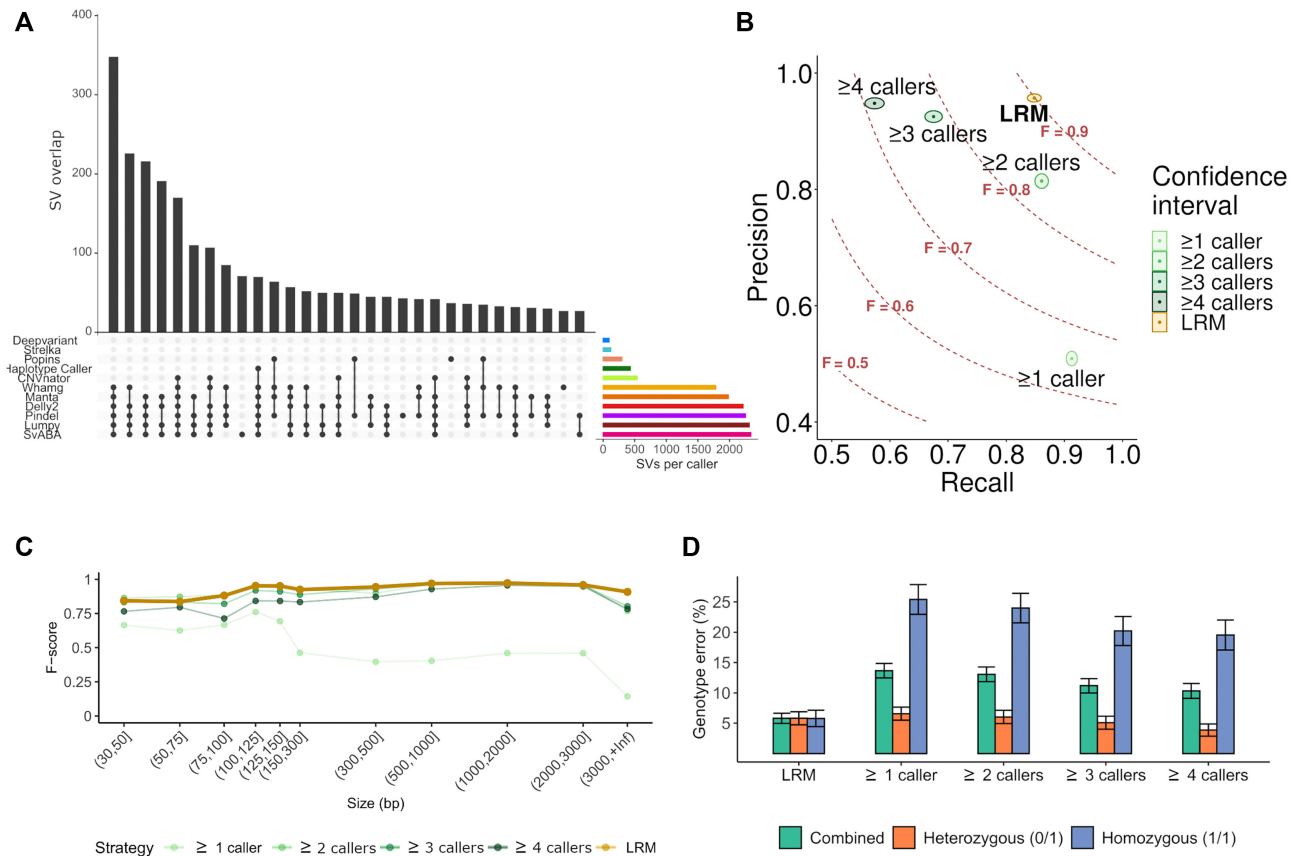 A
400
300
200
100
0
SV overlap
Deepvariant
Strelka
Popins
Haplotype Caller
CNVnator
Whamg
Manta
Delly2
Pindel
Lumpy
SvABA
0 500 1000 1500 2000
SVs per caller
B
1.0
0.8
0.6
0.4
Precision
≥4 callers
≥3 callers
LRM
≥2 callers
≥1 caller
F = 0.9
F = 0.8
F = 0.7
F = 0.6
F = 0.5
0.5 0.6 0.7 0.8 0.9 1.0
Recall
Confidence
interval
≥1 caller
≥2 callers
≥3 callers
≥4 callers
LRM
C
1
0.75
0.5
0.25
0
F−score
(30,50]
(50,75]
(75,100]
(100,125]
(125,150]
(150,300]
(300,500]
(500,1000]
(1000,2000]
(2000,3000]
(3000,+Inf)
Size (bp)
Strategy ≥ 1 caller ≥ 2 callers ≥ 3 callers ≥ 4 callers LRM
D
25
20
15
10
5
Genotype error (%)
LRM ≥ 1 caller ≥ 2 callers ≥ 3 callers ≥ 4 callers
Combined Heterozygous (0/1) Homozygous (1/1)